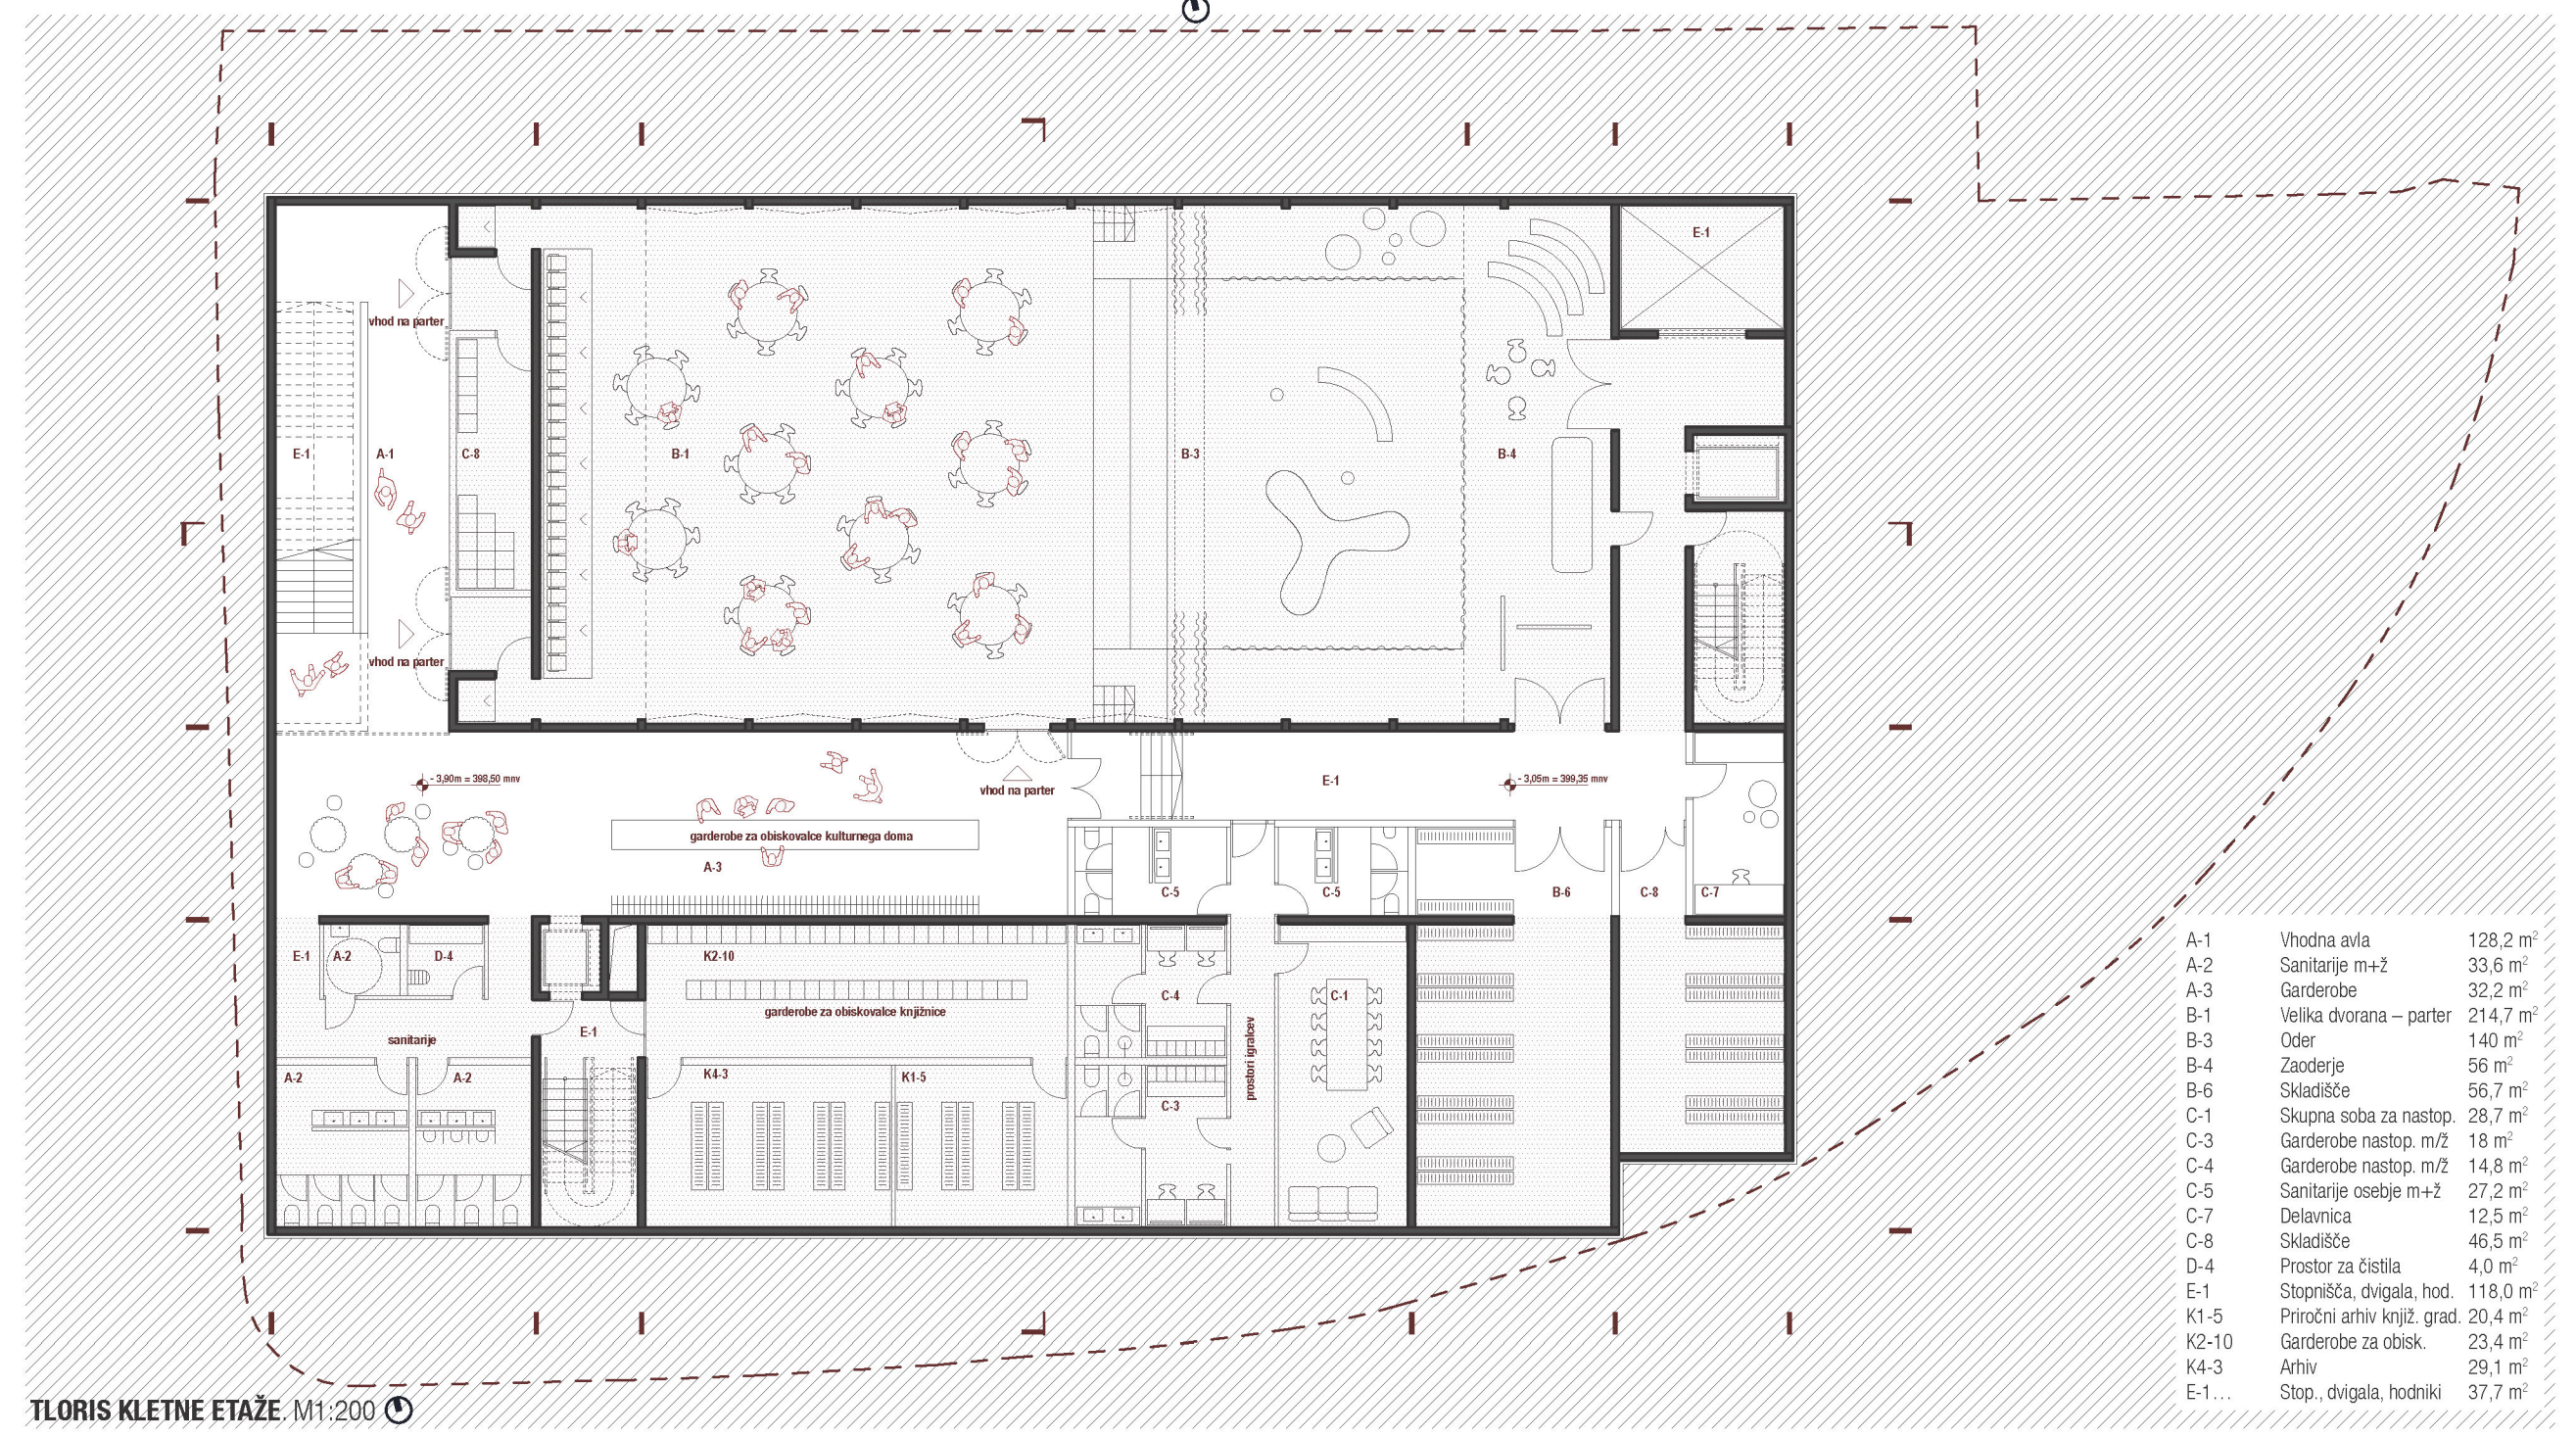 E-1
vhod na parter
E-1
A-1
C-8
B-1
B-3
B-4
vhod na parter
- 3,90m = 398,50 mnv
vhod na parter
E-1
- 3,05m = 399,35 mnv
garderobe za obiskovalce kulturnega doma
A-3
C-5
C-5
B-6
C-8
C-7
E-1
A-2
D-4
K2-10
garderobe za obiskovalce knjižnice
C-4
C-1
E-1
sanitarije
prostori igralcev
A-2
A-2
K4-3
K1-5
C-3
A-1 Vhodna avla 128,2 m²
A-2 Sanitarije m+ž 33,6 m²
A-3 Garderobe 32,2 m²
B-1 Velika dvorana – parter 214,7 m²
B-3 Oder 140 m²
B-4 Zaoderje 56 m²
B-6 Skladišče 56,7 m²
C-1 Skupna soba za nastop. 28,7 m²
C-3 Garderobe nastop. m/ž 18 m²
C-4 Garderobe nastop. m/ž 14,8 m²
C-5 Sanitarije osebje m+ž 27,2 m²
C-7 Delavnica 12,5 m²
C-8 Skladišče 46,5 m²
D-4 Prostor za čistila 4,0 m²
E-1 Stopnišča, dvigala, hod. 118,0 m²
K1-5 Priročni arhiv knjiž. grad. 20,4 m²
K2-10 Garderobe za obisk. 23,4 m²
K4-3 Arhiv 29,1 m²
E-1… Stop., dvigala, hodniki 37,7 m²
TLORIS KLETNE ETAŽE. M1:200